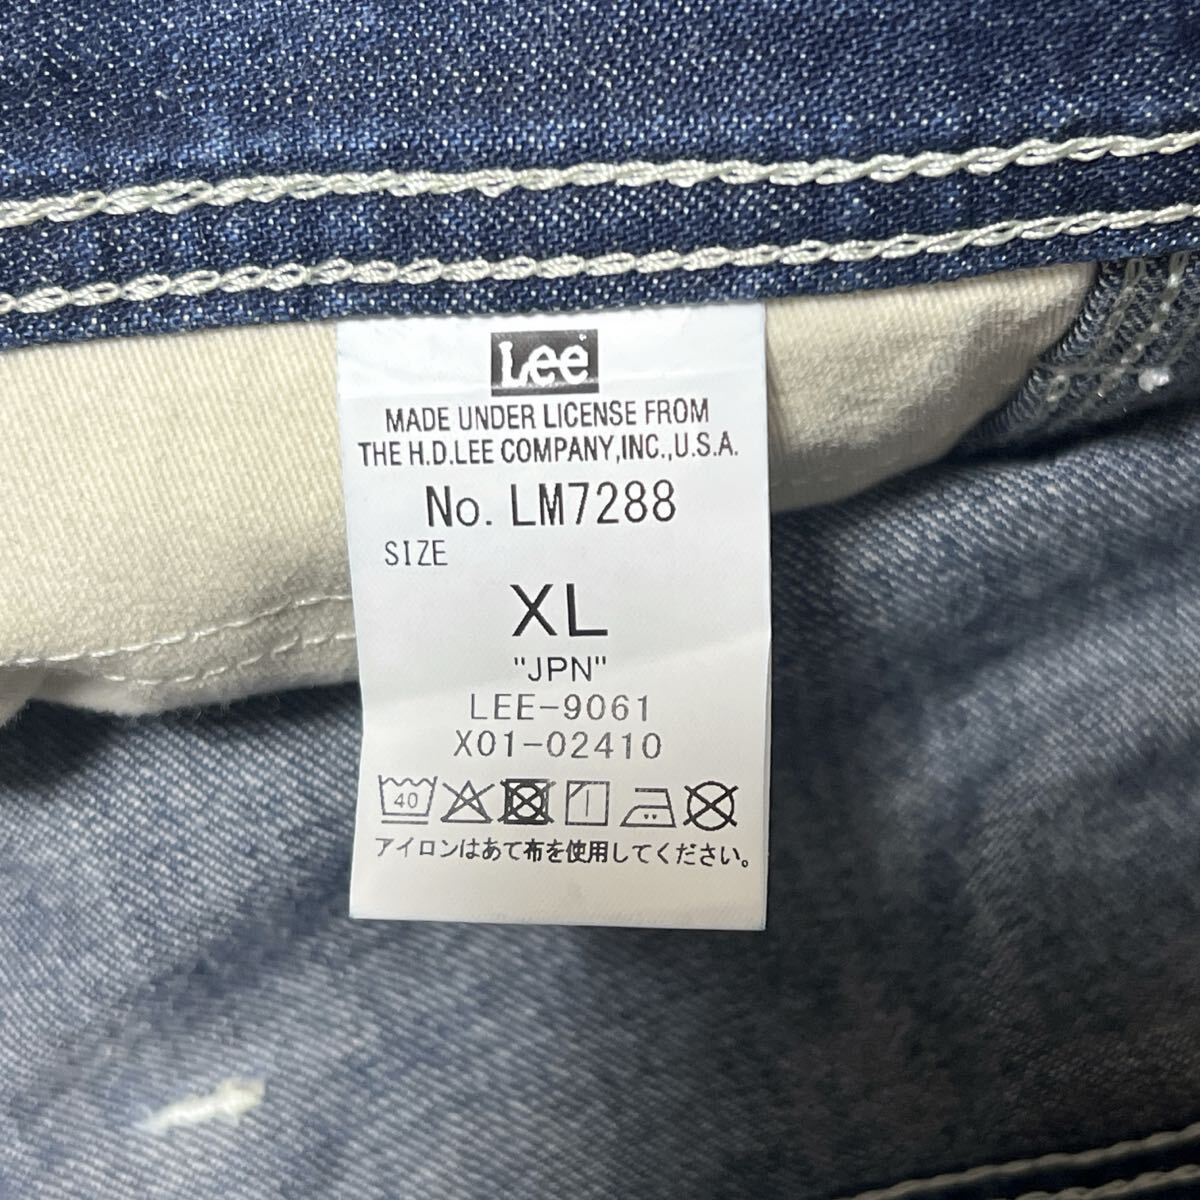 Lee
MADE UNDER LICENSE FROM
THE H.D.LEE COMPANY,INC.,U.S.A.
No. LM7288
SIZE
XL
"JPN"
LEE-9061
X01-02410
40
アイロンはあて布を使用してください。